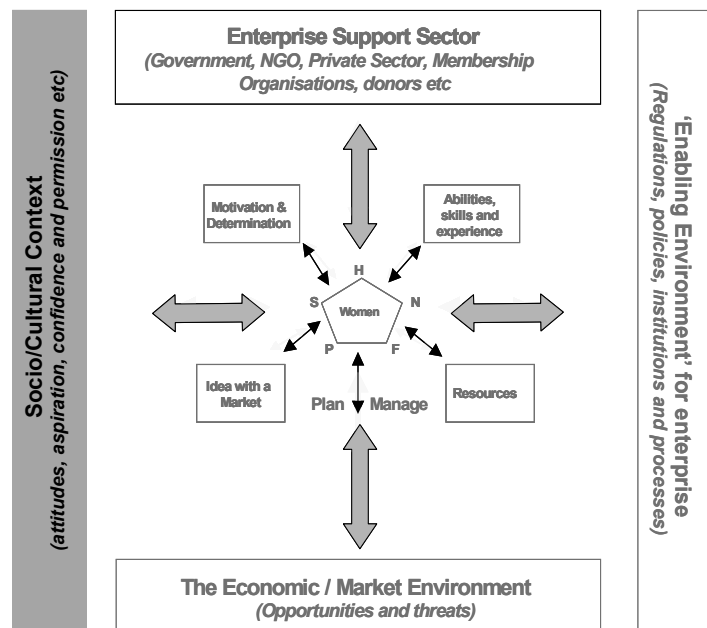 Enterprise Support Sector
(Government, NGO, Private Sector, Membership
Organisations, donors etc
Socio/Cultural Context
(attitudes, aspiration, confidence and permission etc)
'Enabling Environment' for enterprise
(Regulations, policies, institutions and processes)
Motivation &
Determination
Abilities,
skills and
experience
H
S
Women
N
P
F
Idea with a
Market
Plan
Manage
Resources
The Economic / Market Environment
(Opportunities and threats)